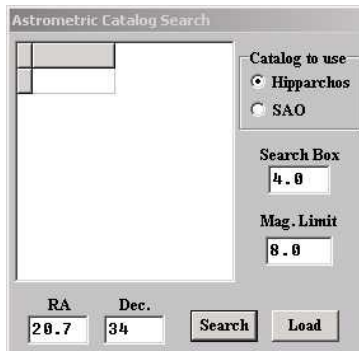 Astrometric Catalog Search
Catalog to use
Hipparchos
SAO
Search Box
4.0
Mag. Limit
8.0
RA Dec.
20.7 34
Search Load